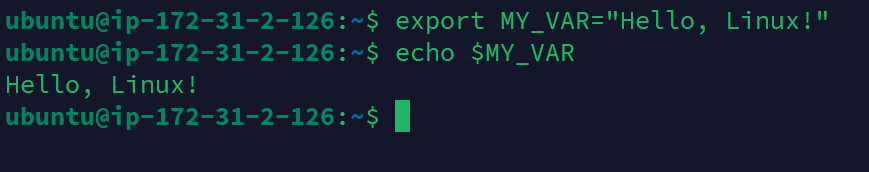 ubuntu@ip-172-31-2-126:~$ export MY_VAR="Hello, Linux!"
ubuntu@ip-172-31-2-126:~$ echo $MY_VAR
Hello, Linux!
ubuntu@ip-172-31-2-126:~$